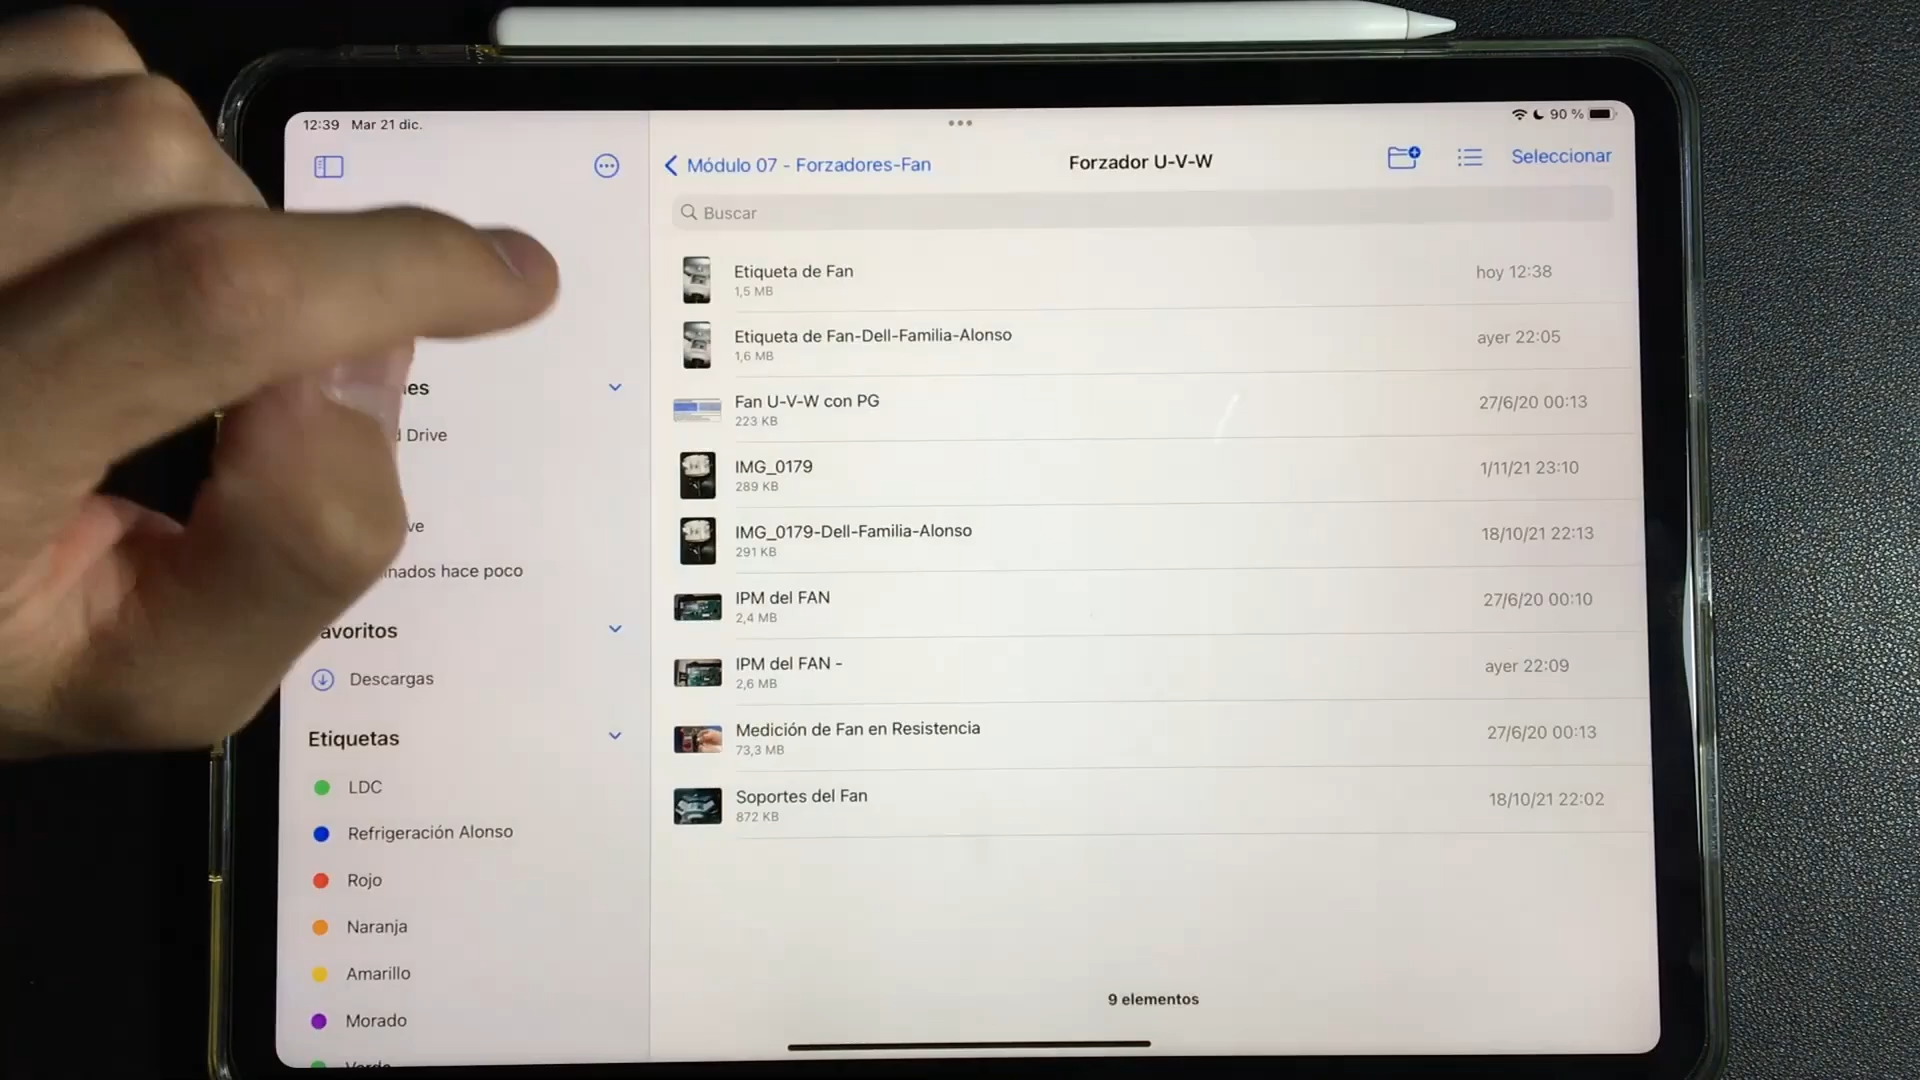 12:39 Mar 21 dic.
90 %
Módulo 07 - Forzadores-Fan
Forzador U-V-W
Seleccionar
Buscar
Etiqueta de Fan
1,5 MB
hoy 12:38
Etiqueta de Fan-Dell-Familia-Alonso
1,6 MB
ayer 22:05
Fan U-V-W con PG
223 KB
27/6/20 00:13
IMG_0179
289 KB
1/11/21 23:10
IMG_0179-Dell-Familia-Alonso
291 KB
18/10/21 22:13
IPM del FAN
2,4 MB
27/6/20 00:10
IPM del FAN -
2,6 MB
ayer 22:09
Medición de Fan en Resistencia
73,3 MB
27/6/20 00:13
Soportes del Fan
872 KB
18/10/21 22:02
9 elementos
Drive
hace poco
Descargas
Etiquetas
LDC
Refrigeración Alonso
Rojo
Naranja
Amarillo
Morado